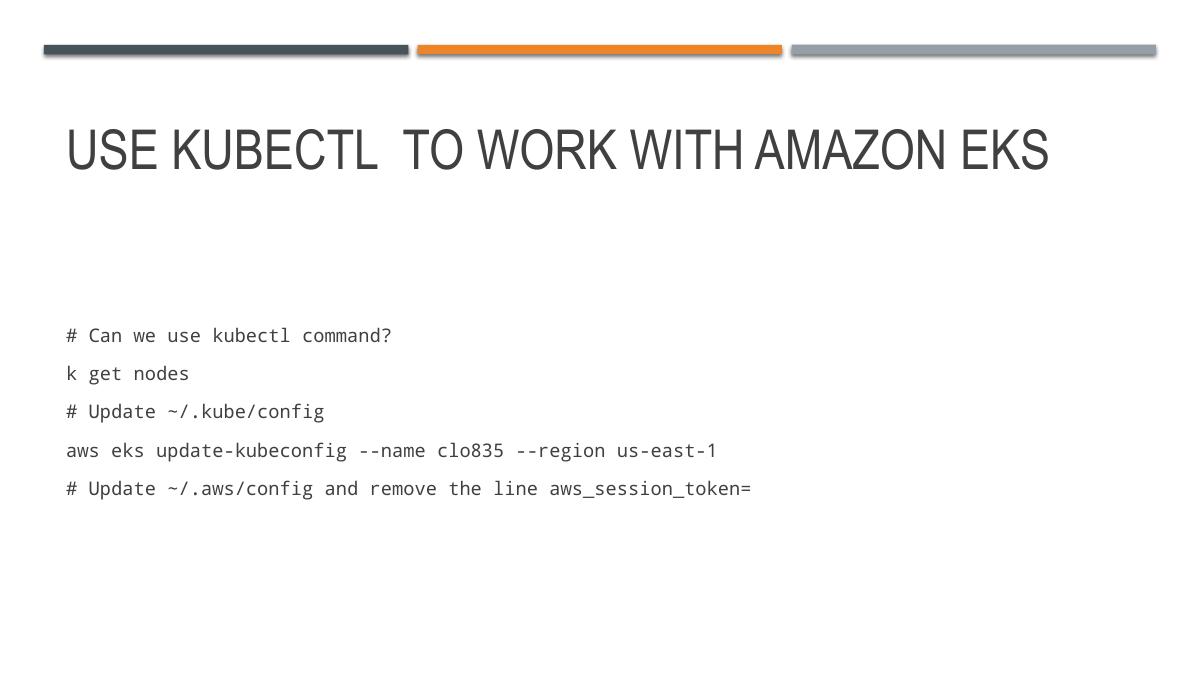 USE KUBECTL  TO WORK WITH AMAZON EKS
# Can we use kubectl command?
k get nodes
# Update ~/.kube/config
aws eks update-kubeconfig --name clo835 --region us-east-1
# Update ~/.aws/config and remove the line aws_session_token=